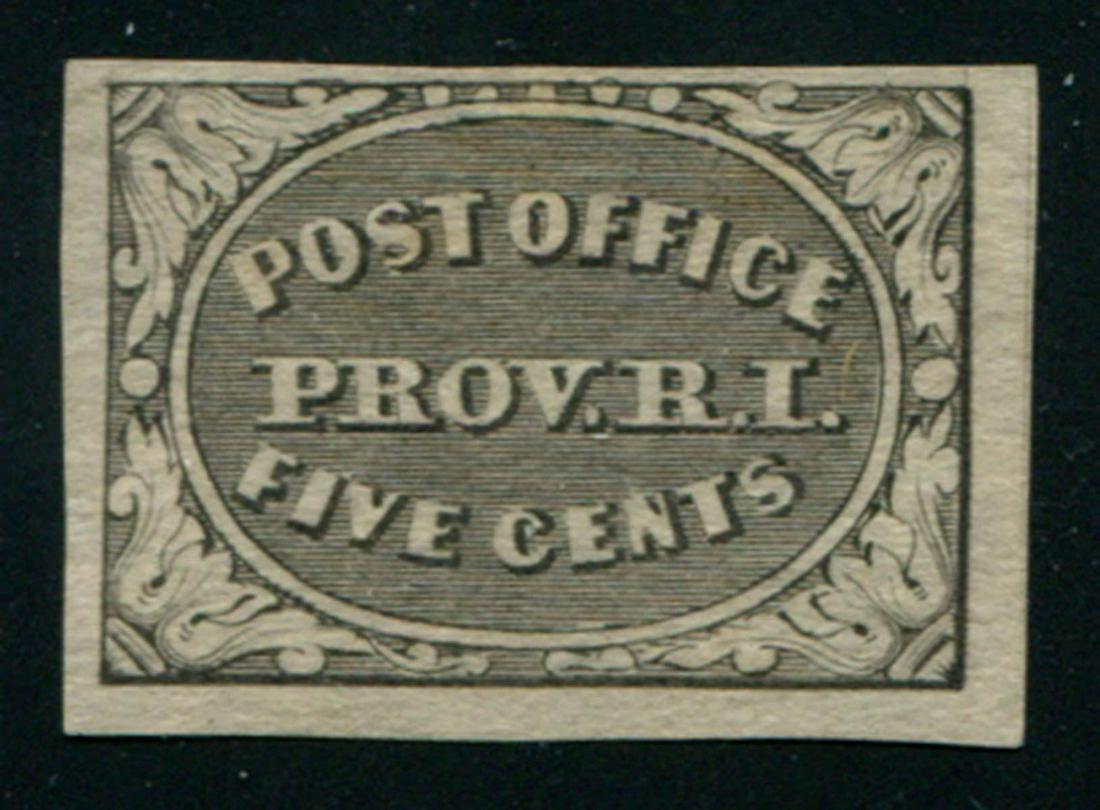 POST OFFICE
PROV. R. I.
FIVE CENTS